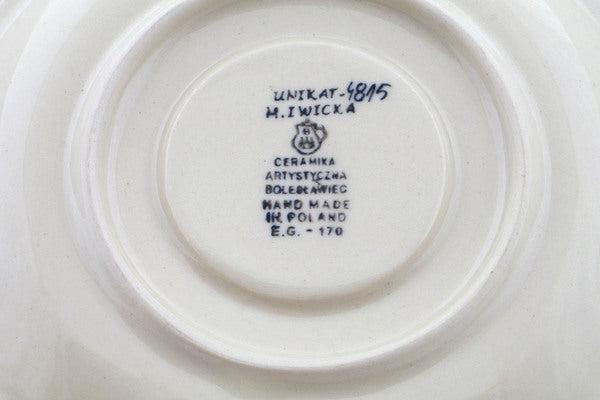 UNIKAT-4815
M. IWICKA
CERAMIKA
ARTYSTYCZNA
BOLESŁAWIEC
HAND MADE
IN POLAND
E.G. - 170